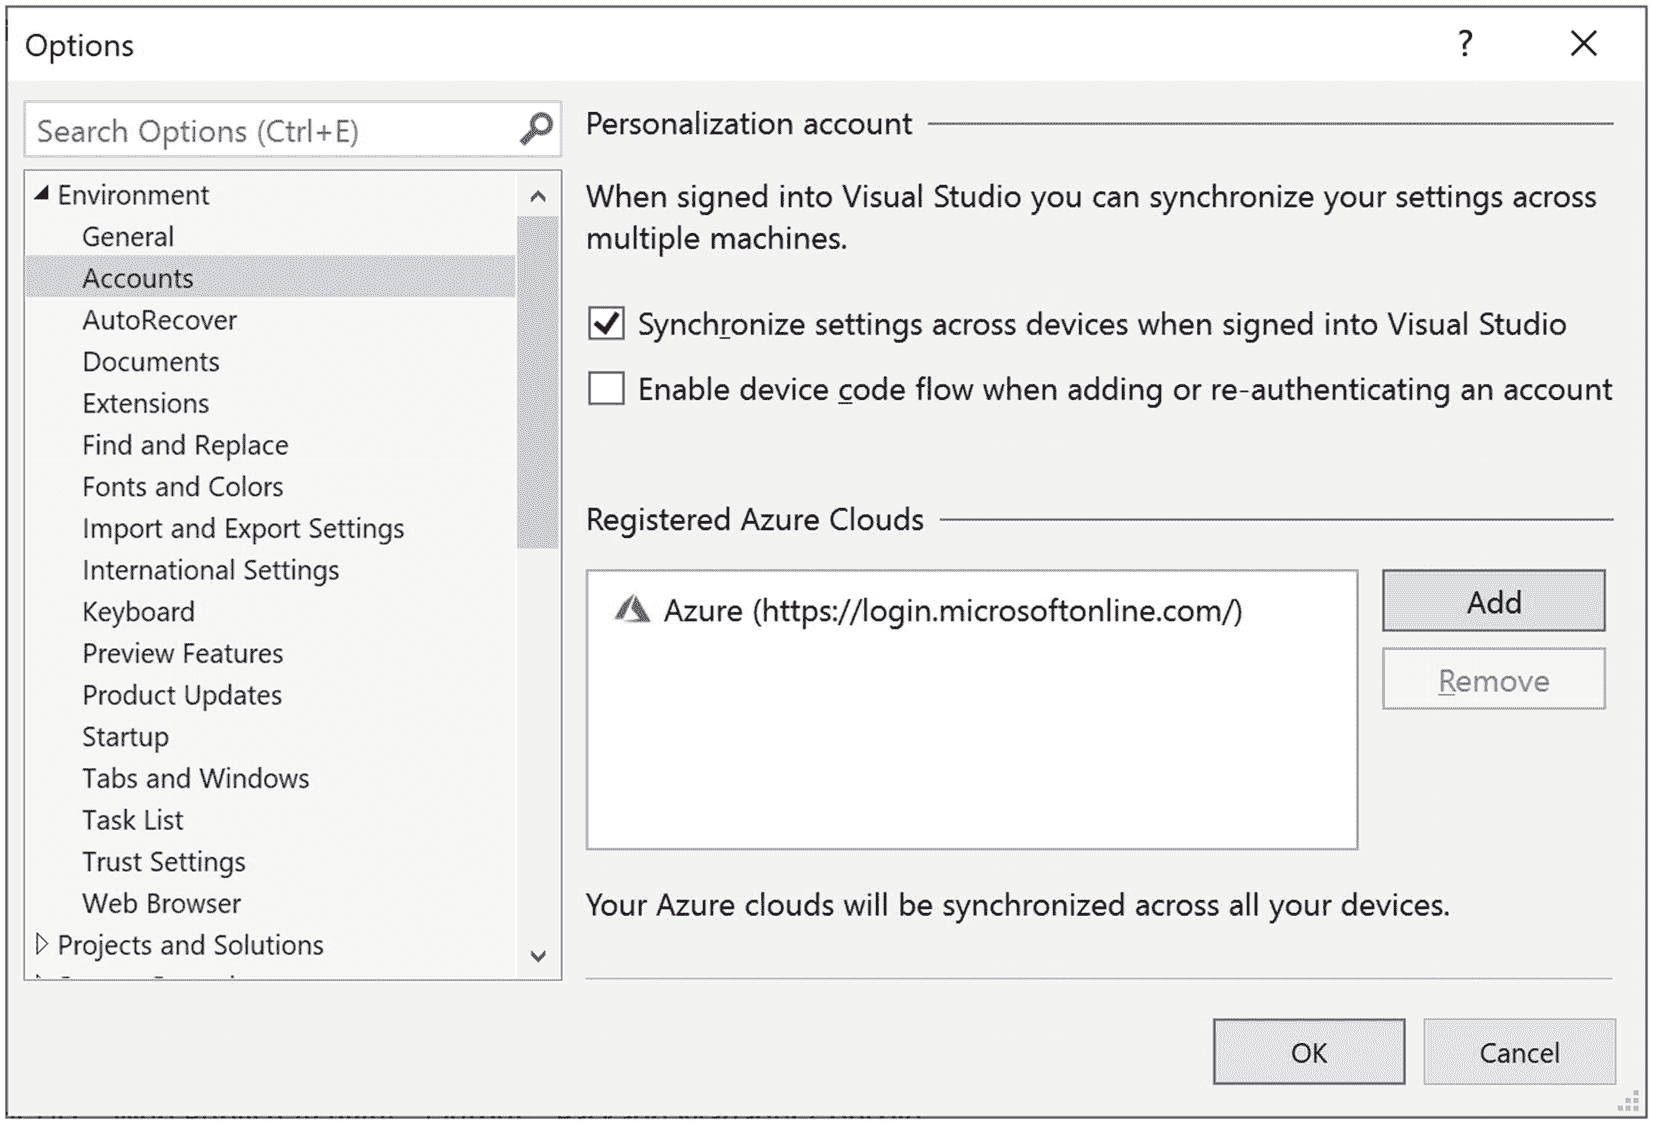 Options
?
Search Options (Ctrl+E)
Environment
General
Accounts
AutoRecover
Documents
Extensions
Find and Replace
Fonts and Colors
Import and Export Settings
International Settings
Keyboard
Preview Features
Product Updates
Startup
Tabs and Windows
Task List
Trust Settings
Web Browser
Projects and Solutions
Personalization account
When signed into Visual Studio you can synchronize your settings across
multiple machines.
Synchronize settings across devices when signed into Visual Studio
Enable device code flow when adding or re-authenticating an account
Registered Azure Clouds
Azure (https://login.microsoftonline.com/)
Add
Remove
Your Azure clouds will be synchronized across all your devices.
OK
Cancel